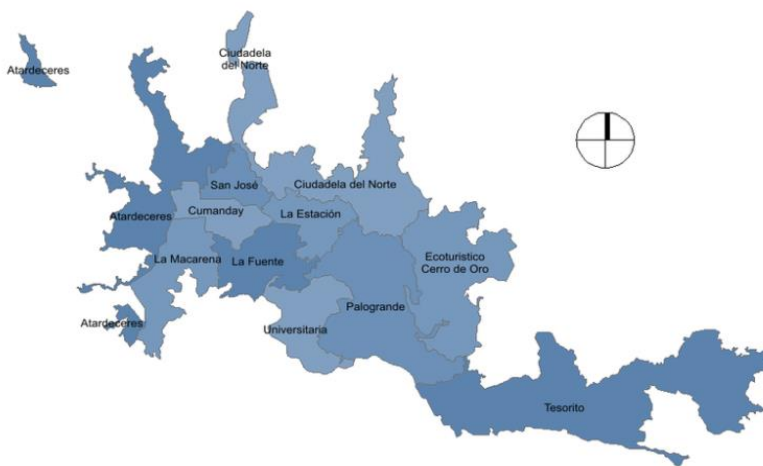 Ciudadela
del Norte
Atardeceres
San José
Ciudadela del Norte
Atardeceres
Cumanday
La Estación
La Macarena
La Fuente
Ecoturistico
Cerro de Oro
Palogrande
Atardeceres
Universitaria
Tesorito